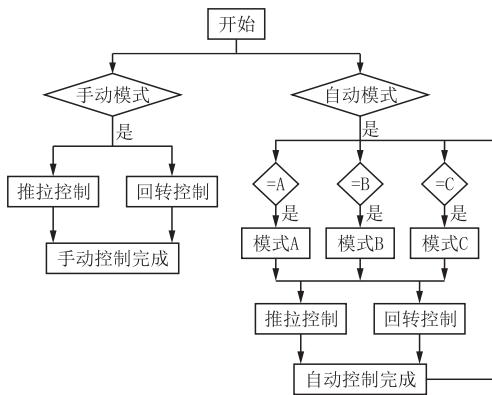 开始
手动模式
自动模式
是
是
=A
=B
=C
推拉控制
回转控制
是
是
是
模式A
模式B
模式C
手动控制完成
推拉控制
回转控制
自动控制完成